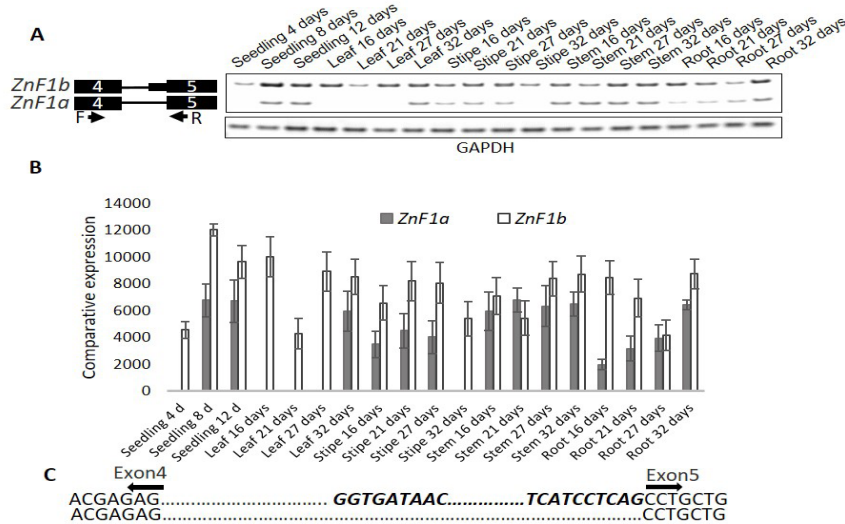 A
Seedling 4 days
Seedling 8 days
Seedling 12 days
Leaf 16 days
Leaf 21 days
Leaf 27 days
Leaf 32 days
Stipe 16 days
Stipe 21 days
Stipe 27 days
Stipe 32 days
Stem 16 days
Stem 21 days
Stem 27 days
Stem 32 days
Root 16 days
Root 21 days
Root 27 days
Root 32 days
ZnF1b 4 5
ZnF1a 4 5
F R
GAPDH
B
ZnF1a ZnF1b
Comparative expression
14000
12000
10000
8000
6000
4000
2000
0
Seedling 4 d
Seedling 8 d
Seedling 12 d
Leaf 16 days
Leaf 21 days
Leaf 27 days
Leaf 32 days
Stipe 16 days
Stipe 21 days
Stipe 27 days
Stipe 32 days
Stem 16 days
Stem 21 days
Stem 27 days
Stem 32 days
Root 16 days
Root 21 days
Root 27 days
Root 32 days
C
Exon4 Exon5
ACGAGAG.............................. GGTGATAAC..............TCATCCTCAGCCTGCTG
ACGAGAG.......................................................................................CCTGCTG